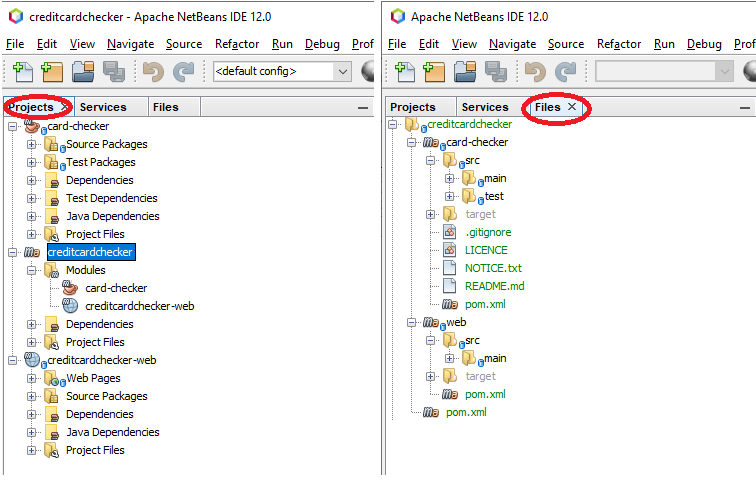 creditcardchecker - Apache NetBeans IDE 12.0
File Edit View Navigate Source Refactor Run Debug Prof
<default config>
Projects Services Files
card-checker
Source Packages
Test Packages
Dependencies
Test Dependencies
Java Dependencies
Project Files
creditcardchecker
Modules
card-checker
creditcardchecker-web
Dependencies
Project Files
creditcardchecker-web
Web Pages
Source Packages
Dependencies
Java Dependencies
Project Files
Apache NetBeans IDE 12.0
File Edit View Navigate Source Refactor Run Debug Profi
Projects Services Files
creditcardchecker
card-checker
src
main
test
target
.gitignore
LICENCE
NOTICE.txt
README.md
pom.xml
web
src
main
target
pom.xml
pom.xml